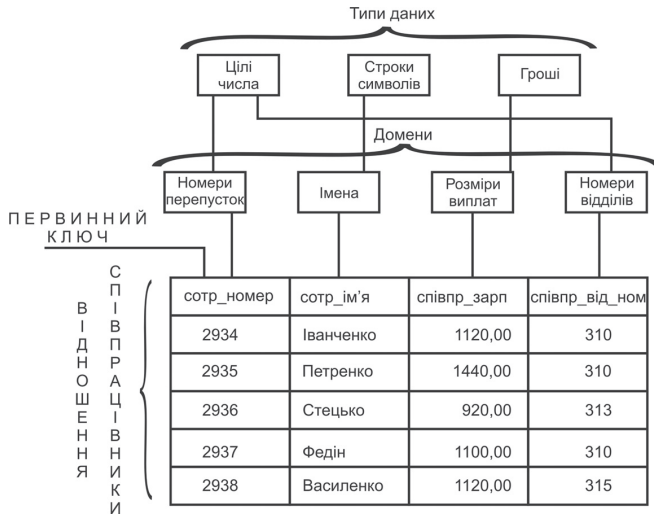 Типи даних
Цілі
числа
Строки
символів
Гроші
Домени
Номери
перепусток
Імена
Розміри
виплат
Номери
відділів
ПЕРВИННИЙ
КЛЮЧ
ВІДНОШЕННЯ
СПІВПРАЦІВНИКИ
сотр_номер сотр_ім’я співпр_зарп співпр_від_ном
2934 Іванченко 1120,00 310
2935 Петренко 1440,00 310
2936 Стецько 920,00 313
2937 Федін 1100,00 310
2938 Василенко 1120,00 315